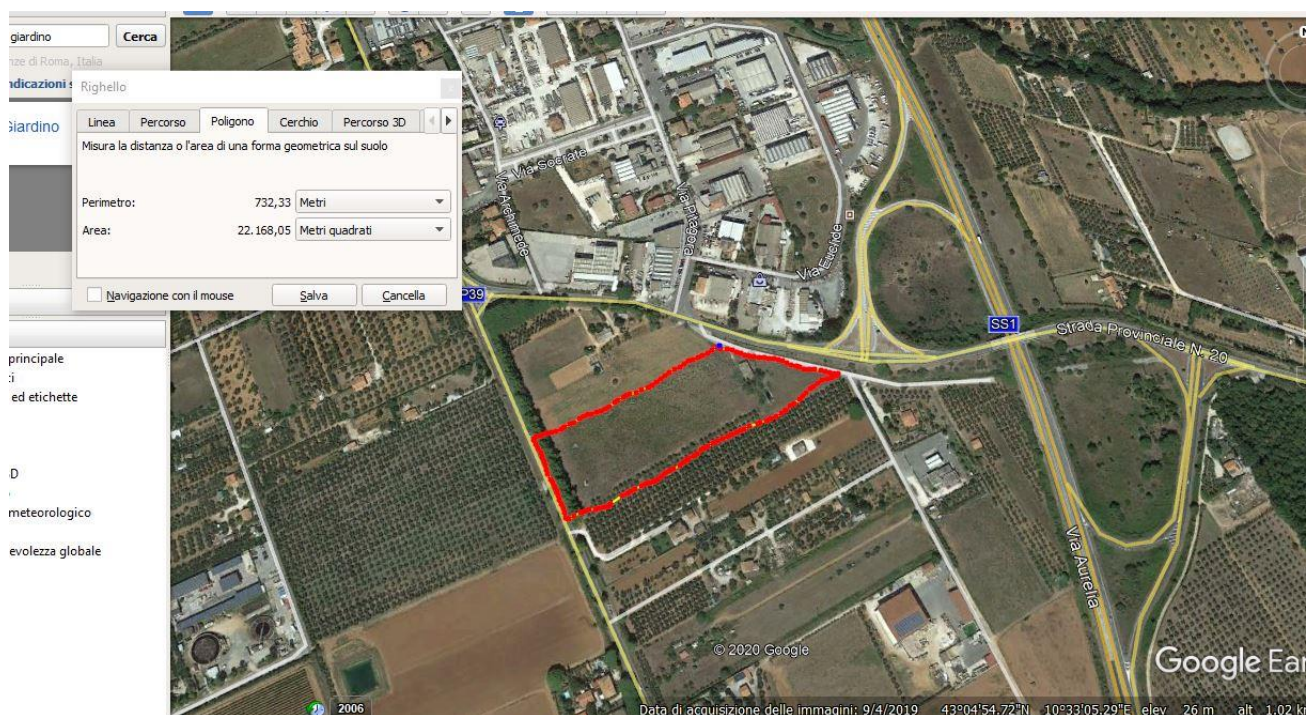 giardino
Cerca
nze di Roma, Italia
ndicazioni s
Giardino
Righello
Linea
Percorso
Poligono
Cerchio
Percorso 3D
Misura la distanza o l'area di una forma geometrica sul suolo
Perimetro:
732,33
Metri
Area:
22.168,05
Metri quadrati
Navigazione con il mouse
Salva
Cancella
principale
ti
ed etichette
3D
meteorologico
evolezza globale
Via Socrate
Via Archimede
Via Pitagora
Via Euclide
P39
SS1
Strada Provinciale N. 20
Via Aurelia
© 2020 Google
Google Ear
2006
Data di acquisizione delle immagini: 9/4/2019 43°04'54.72"N 10°33'05.29"E elev 26 m alt 1.02 km